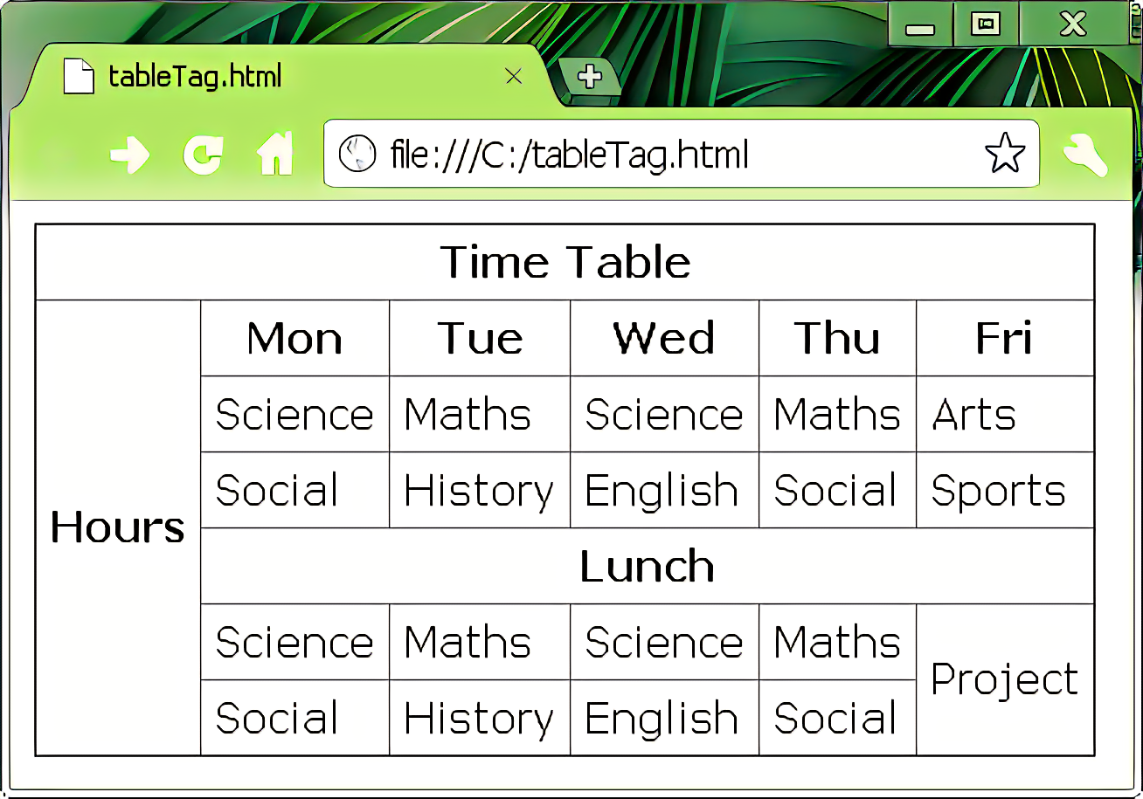 tableTag.html
file:///C:/tableTag.html
Time Table
Mon Tue Wed Thu Fri
Science Maths Science Maths Arts
Social History English Social Sports
Hours
Lunch
Science Maths Science Maths
Project
Social History English Social